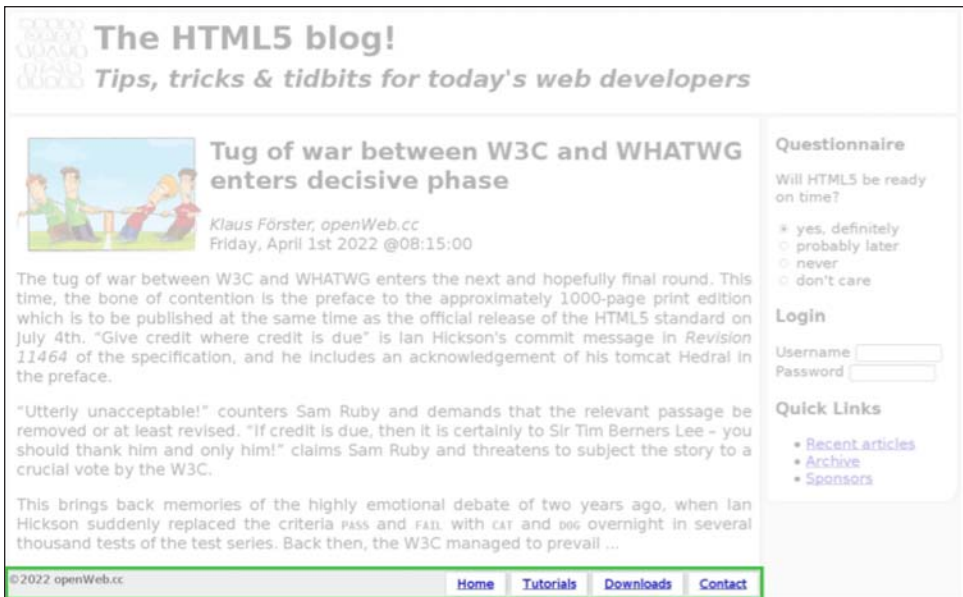 The HTML5 blog!
Tips, tricks & tidbits for today's web developers
Tug of war between W3C and WHATWG
enters decisive phase
Klaus Förster, openWeb.cc
Friday, April 1st 2022 @08:15:00
The tug of war between W3C and WHATWG enters the next and hopefully final round. This
time, the bone of contention is the preface to the approximately 1000-page print edition
which is to be published at the same time as the official release of the HTML5 standard on
July 4th. “Give credit where credit is due” is Ian Hickson's commit message in Revision
11464 of the specification, and he includes an acknowledgement of his tomcat Hedral in
the preface.
“Utterly unacceptable!” counters Sam Ruby and demands that the relevant passage be
removed or at least revised. “If credit is due, then it is certainly to Sir Tim Berners Lee – you
should thank him and only him!” claims Sam Ruby and threatens to subject the story to a
crucial vote by the W3C.
This brings back memories of the highly emotional debate of two years ago, when Ian
Hickson suddenly replaced the criteria PASS and FAIL with CAT and DOG overnight in several
thousand tests of the test series. Back then, the W3C managed to prevail ...
Questionnaire
Will HTML5 be ready
on time?
yes, definitely
probably later
never
don't care
Login
Username
Password
Quick Links
• Recent articles
• Archive
• Sponsors
©2022 openWeb.cc
Home Tutorials Downloads Contact